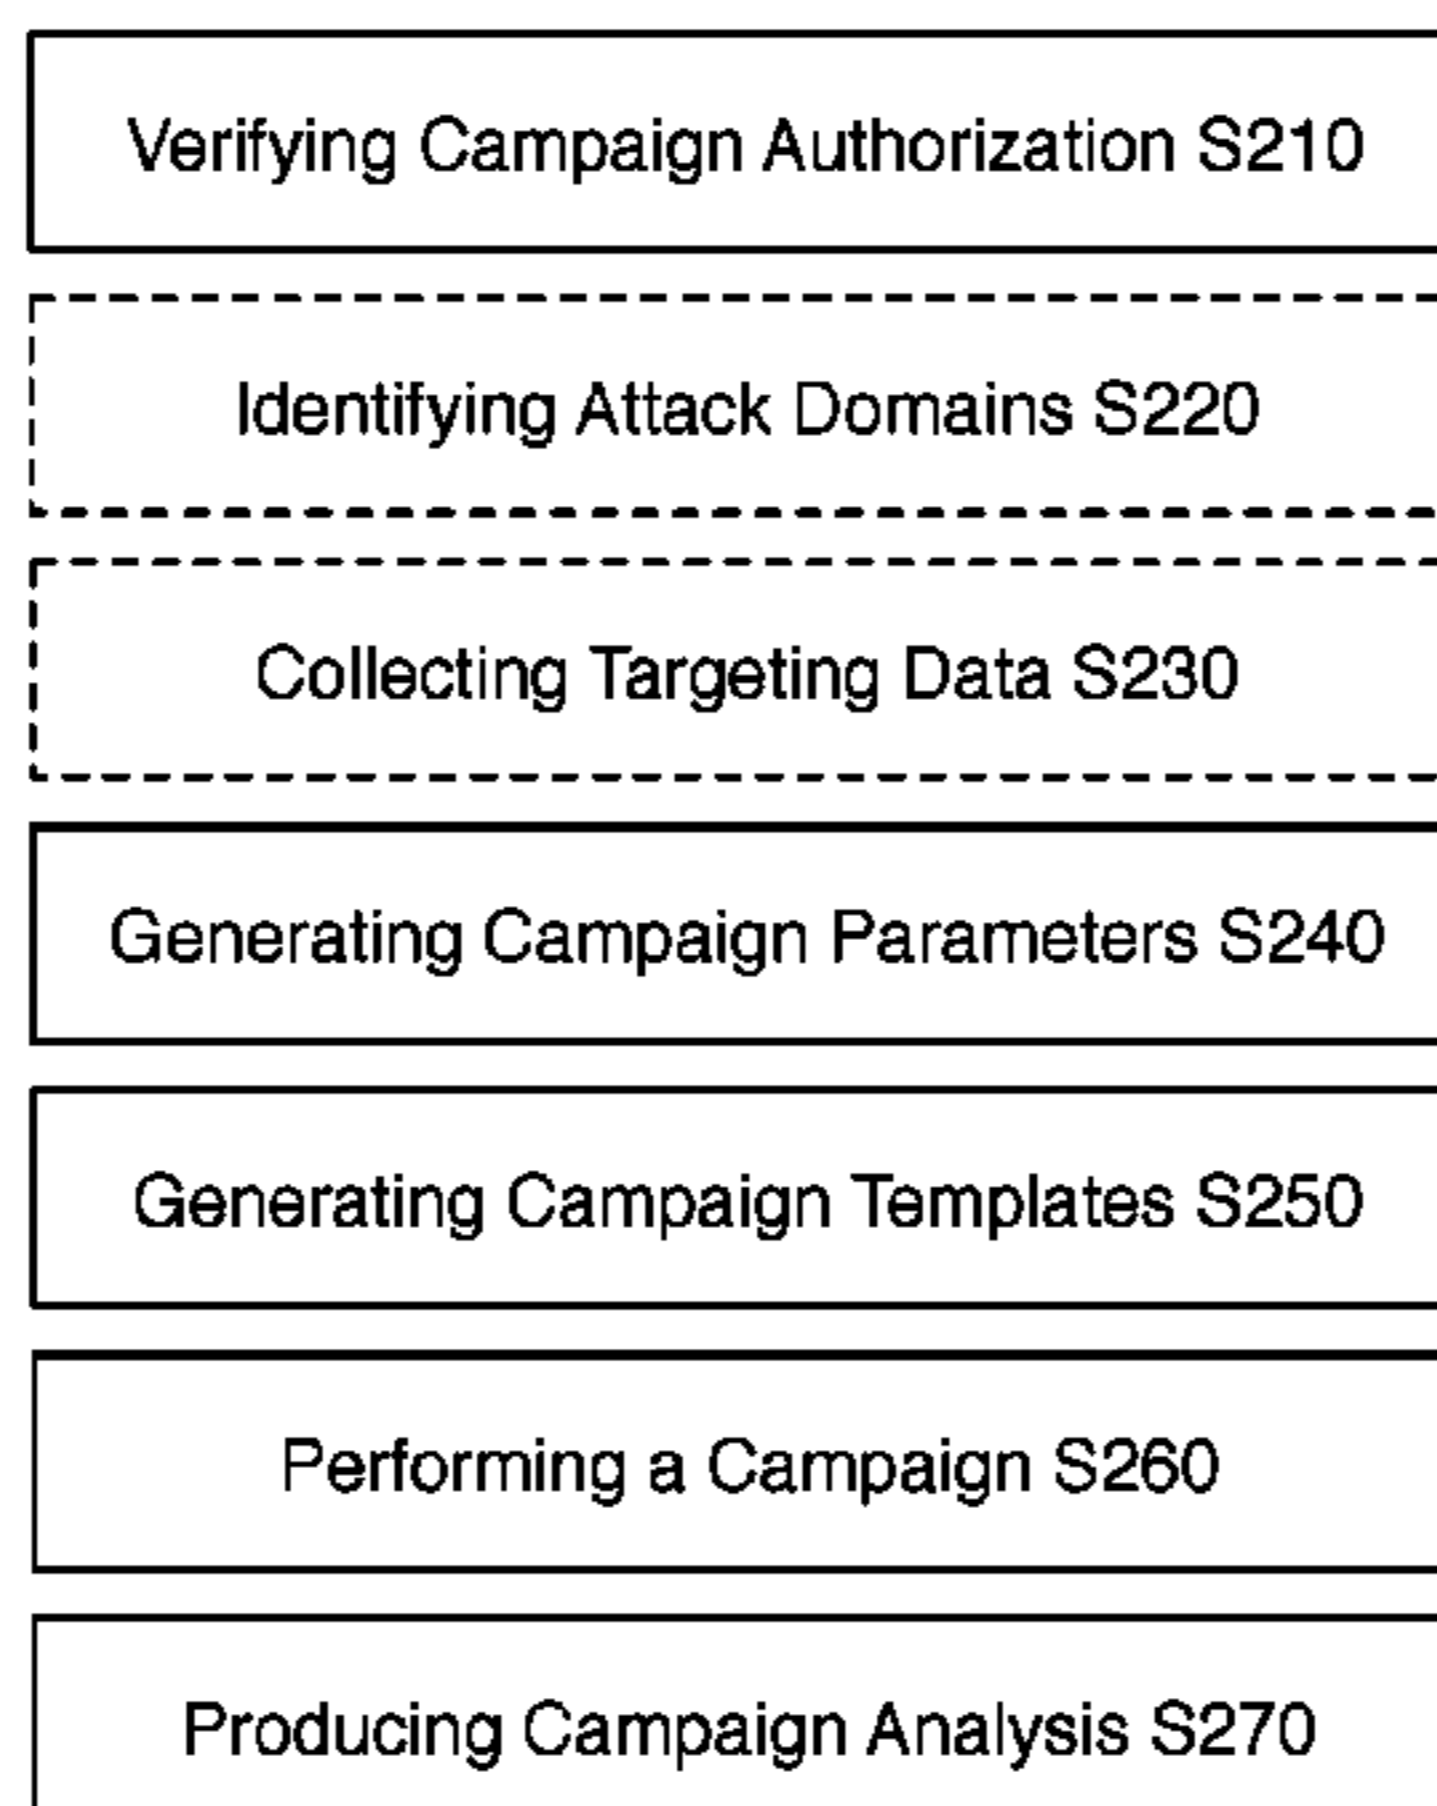 Verifying Campaign Authorization S210
Identifying Attack Domains S220
Collecting Targeting Data S230
Generating Campaign Parameters S240
Generating Campaign Templates S250
Performing a Campaign S260
Producing Campaign Analysis S270